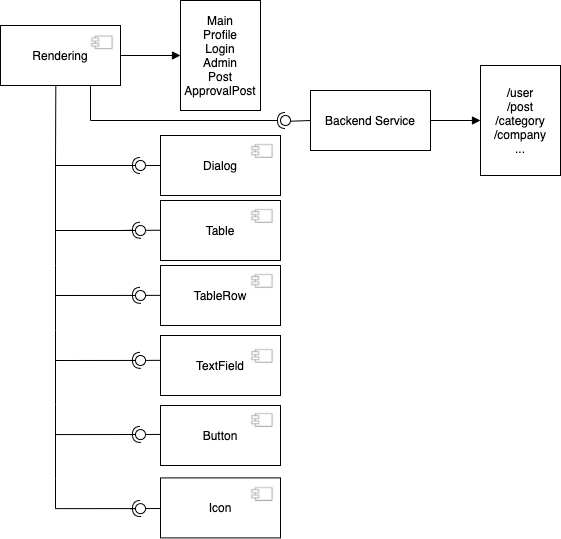 Rendering
Main
Profile
Login
Admin
Post
ApprovalPost
Backend Service
/user
/post
/category
/company
...
Dialog
Table
TableRow
TextField
Button
Icon